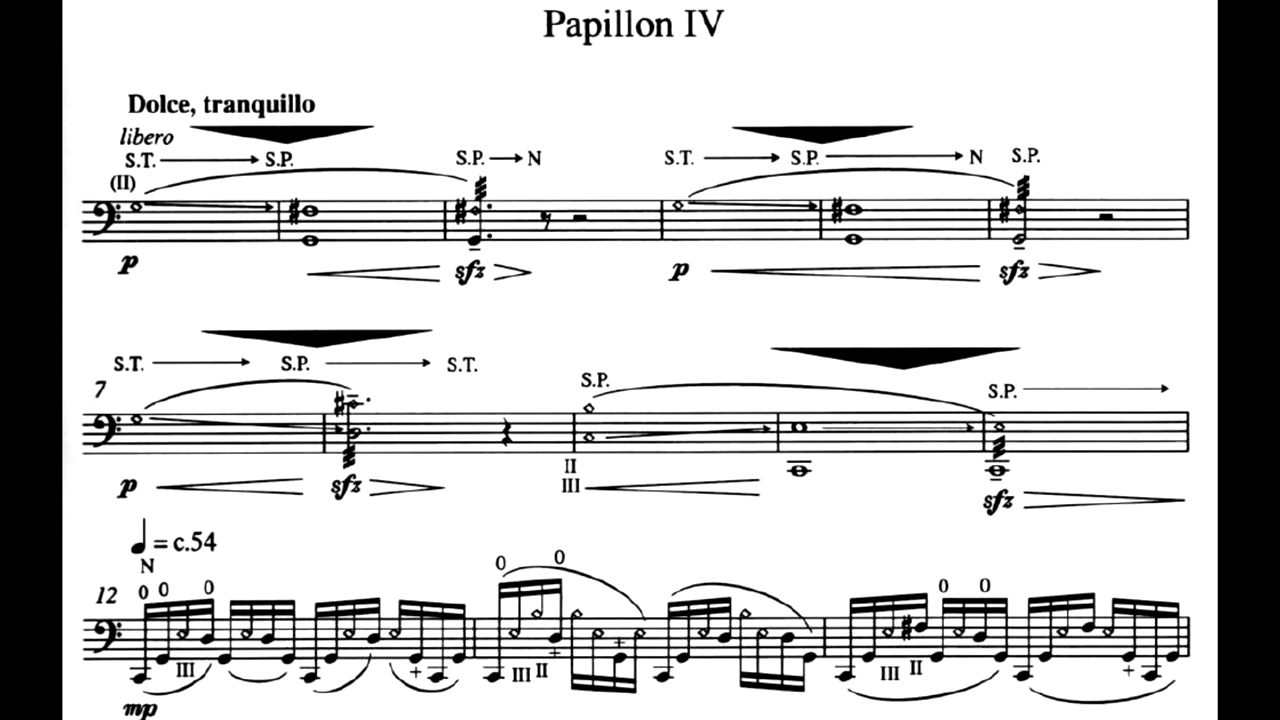 Papillon IV
Dolce, tranquillo
libero
S.T. S.P. S.P. N S.T. S.P. N S.P.
(II)
p sfz p sfz
S.T. S.P. S.T. S.P. S.P.
7
II
III
p sfz sfz
= c.54
N
12 0 0 0 0 0 0 0
III III II III II
mp